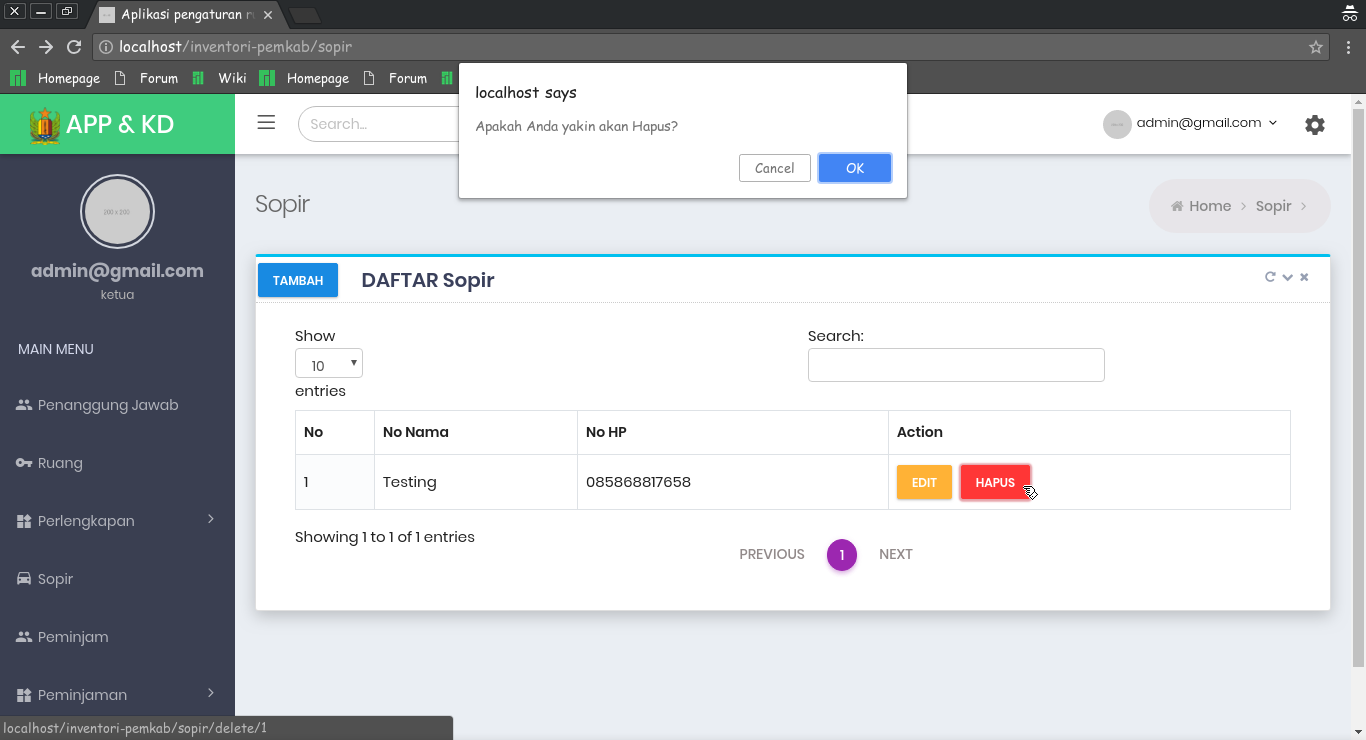 Aplikasi pengaturan r
localhost/inventori-pemkab/sopir
Homepage Forum Wiki Homepage Forum
localhost says
Apakah Anda yakin akan Hapus?
Cancel OK
APP & KD
Search...
admin@gmail.com
200 x 200
admin@gmail.com
ketua
MAIN MENU
Penanggung Jawab
Ruang
Perlengkapan
Sopir
Peminjam
Peminjaman
Sopir
Home > Sopir >
TAMBAH DAFTAR Sopir
Show
10
entries
Search:
No No Nama No HP Action
1 Testing 085868817658 EDIT HAPUS
Showing 1 to 1 of 1 entries
PREVIOUS 1 NEXT
localhost/inventori-pemkab/sopir/delete/1